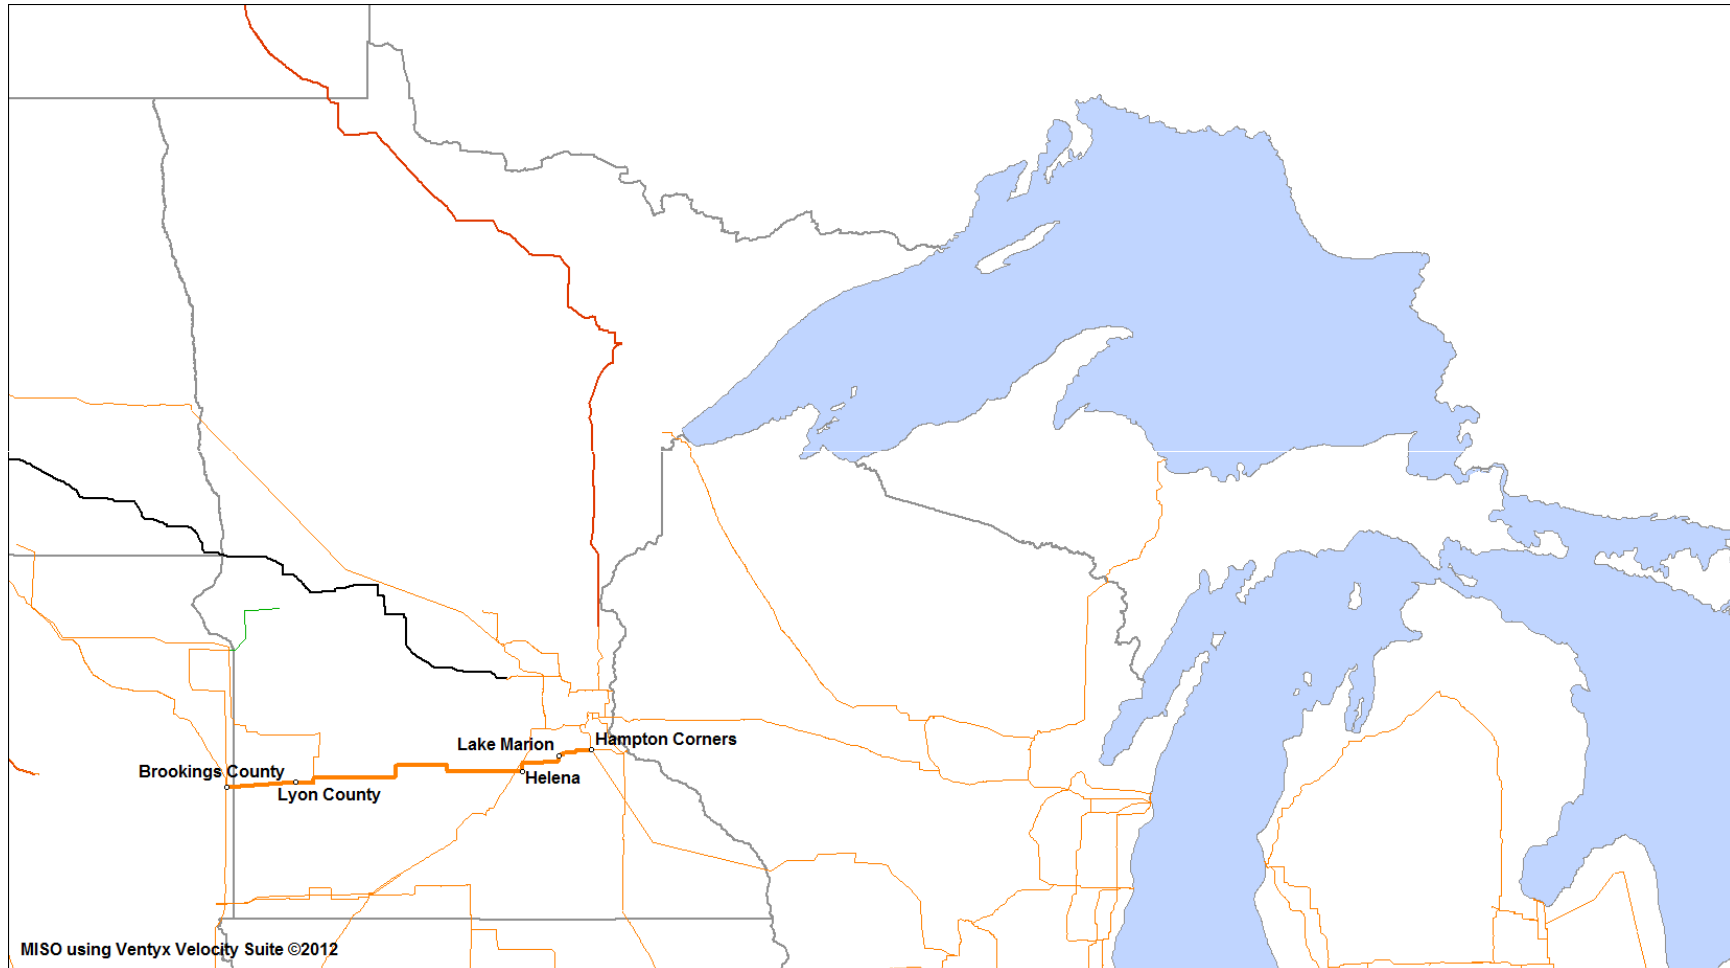 Hampton Corners
Lake Marion
Brookings County
Helena
Lyon County
MISO using Ventyx Velocity Suite ©2012